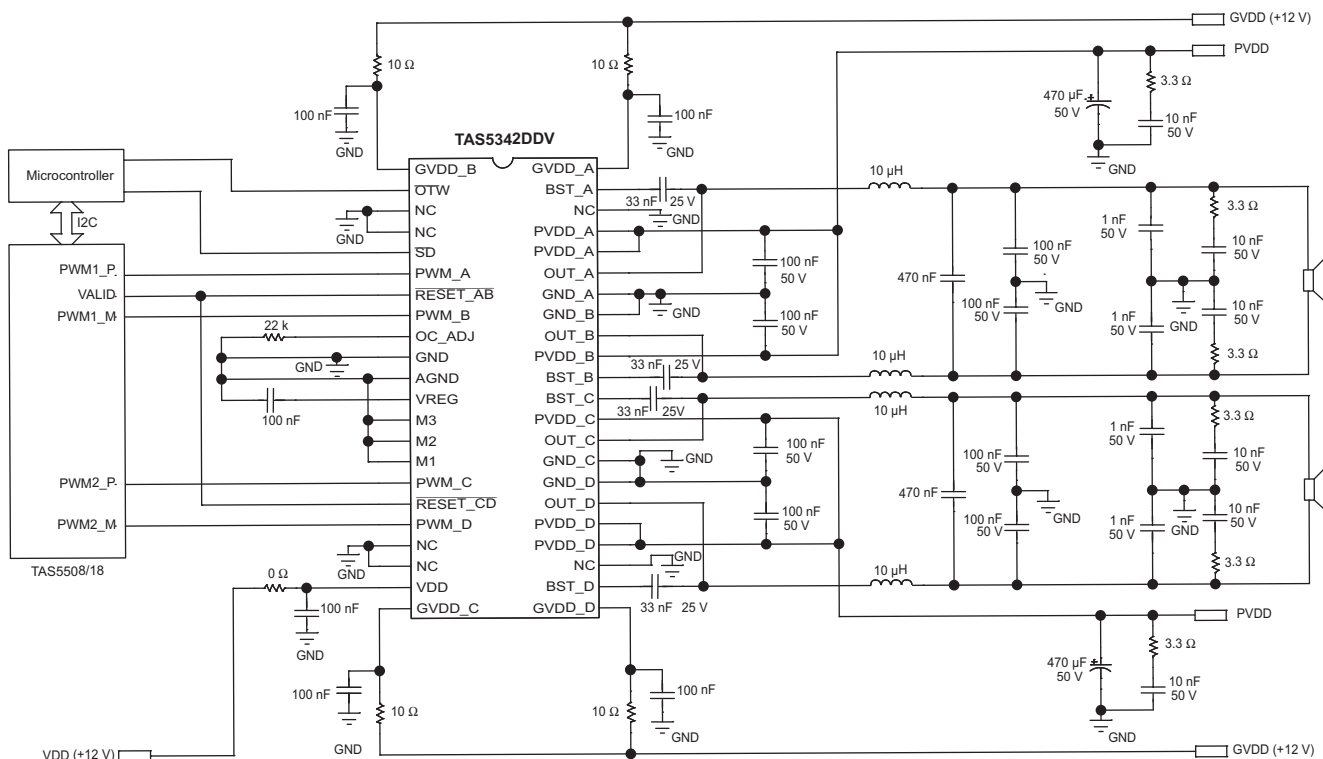 GVDD (+12 V)
PVDD
10 Ω
10 Ω
3.3 Ω
470 µF
50 V
10 nF
50 V
100 nF
GND
100 nF
GND
GND
TAS5342DDV
Microcontroller
I2C
PWM1_P
VALID
PWM1_M
PWM2_P
PWM2_M
TAS5508/18
GND
22 k
GND
100 nF
GND
0 Ω
100 nF
GND
VDD (+12 V)
GVDD_B
OTW
NC
NC
SD
PWM_A
RESET_AB
PWM_B
OC_ADJ
GND
AGND
VREG
M3
M2
M1
PWM_C
RESET_CD
PWM_D
NC
NC
VDD
GVDD_C
GVDD_A
BST_A
NC
PVDD_A
PVDD_A
OUT_A
GND_A
GND_B
OUT_B
PVDD_B
BST_B
BST_C
PVDD_C
OUT_C
GND_C
GND_D
OUT_D
PVDD_D
PVDD_D
NC
BST_D
GVDD_D
33 nF 25 V
GND
100 nF
50 V
GND
100 nF
50 V
33 nF 25 V
33 nF 25V
GND
100 nF
50 V
100 nF
50 V
GND
33 nF 25 V
10 µH
470 nF
100 nF
50 V
GND
100 nF
50 V
1 nF
50 V
3.3 Ω
10 nF
50 V
GND
1 nF
50 V
10 nF
50 V
3.3 Ω
10 µH
10 µH
470 nF
100 nF
50 V
GND
100 nF
50 V
1 nF
50 V
3.3 Ω
10 nF
50 V
GND
1 nF
50 V
10 nF
50 V
3.3 Ω
10 µH
100 nF
GND
10 Ω
10 Ω
100 nF
GND
PVDD
3.3 Ω
470 µF
50 V
10 nF
50 V
GND
GVDD (+12 V)